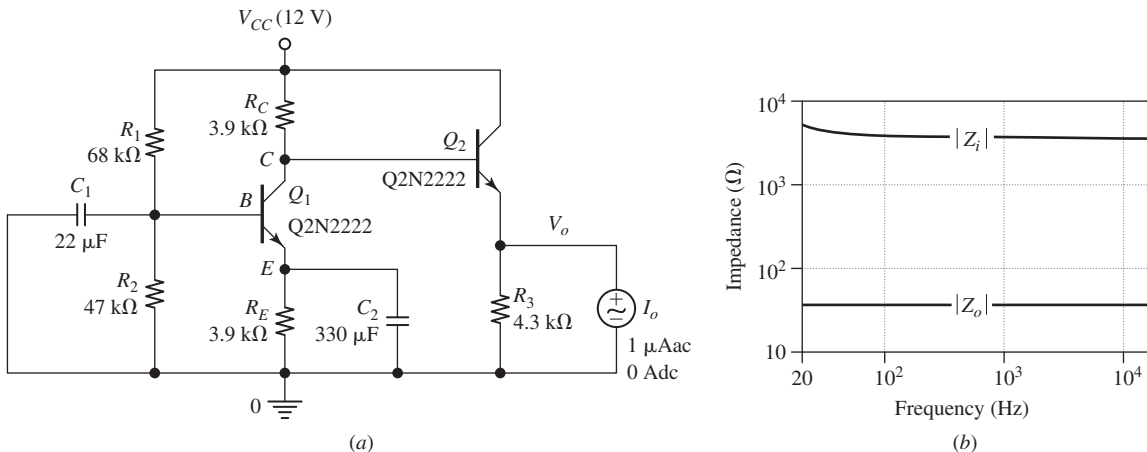 V_CC (12 V)
R_C
3.9 kΩ
R_1
68 kΩ
C
Q_2
Q2N2222
C_1
22 μF
B
Q_1
Q2N2222
V_o
E
R_2
47 kΩ
R_E
3.9 kΩ
C_2
330 μF
R_3
4.3 kΩ
I_o
1 μAac
0 Adc
0
(a)
Impedance (Ω)
10^4
10^3
10^2
10
|Z_i|
|Z_o|
20
10^2
10^3
10^4
Frequency (Hz)
(b)